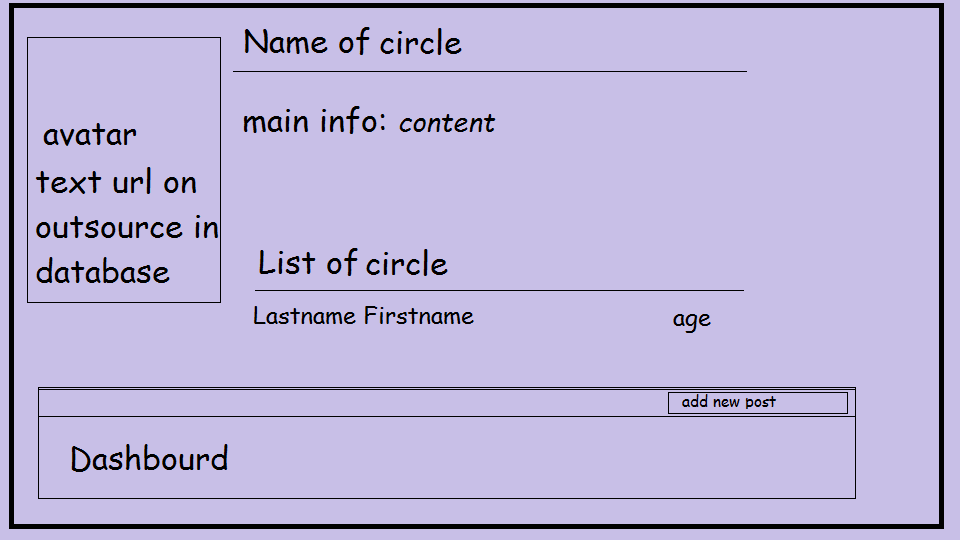 Name of circle
main info: content
avatar
text url on
outsource in
database
List of circle
Lastname Firstname age
add new post
Dashbourd